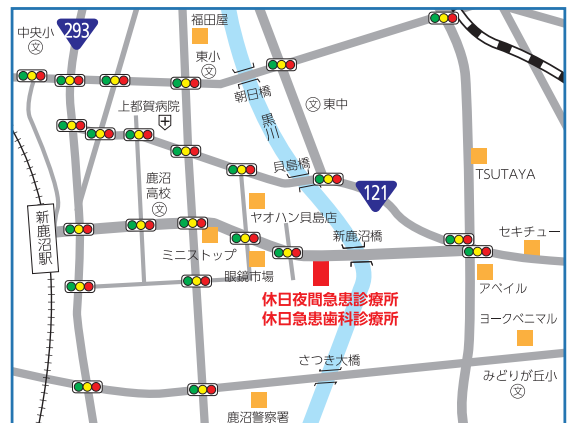 福田屋
293
中央小
文
東小
文
朝日橋
文 東中
上都賀病院
黒川
貝島橋
TSUTAYA
鹿沼
高校
文
121
ヤオハン貝島店
新鹿沼駅
新鹿沼橋
セキチュー
ミニストップ
眼鏡市場
アベイル
休日夜間急患診療所
休日急患歯科診療所
ヨークベニマル
さつき大橋
みどりが丘小
文
鹿沼警察署